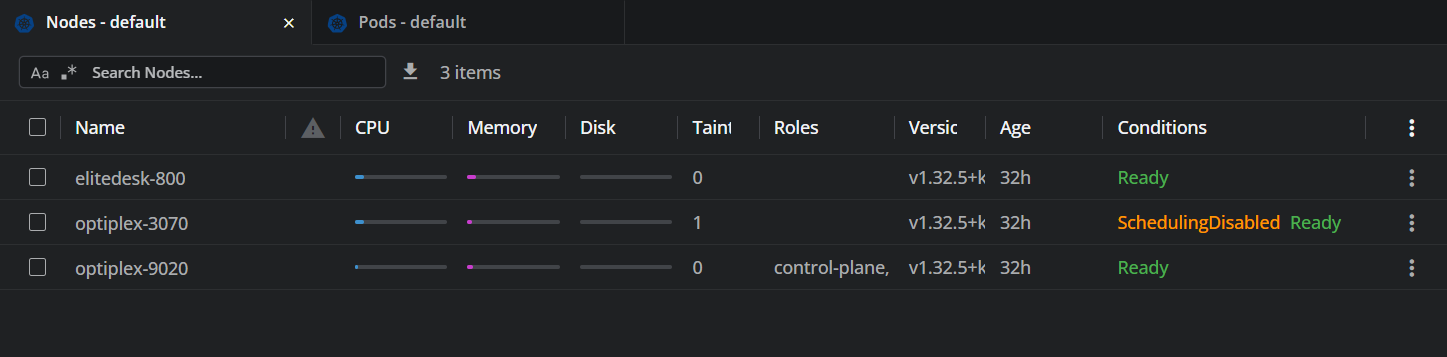 Nodes - default × Pods - default
Aa .* Search Nodes... 3 items
Name CPU Memory Disk Taint Roles Versic Age Conditions
elitedesk-800 0 v1.32.5+k 32h Ready
optiplex-3070 1 v1.32.5+k 32h SchedulingDisabled Ready
optiplex-9020 0 control-plane, v1.32.5+k 32h Ready